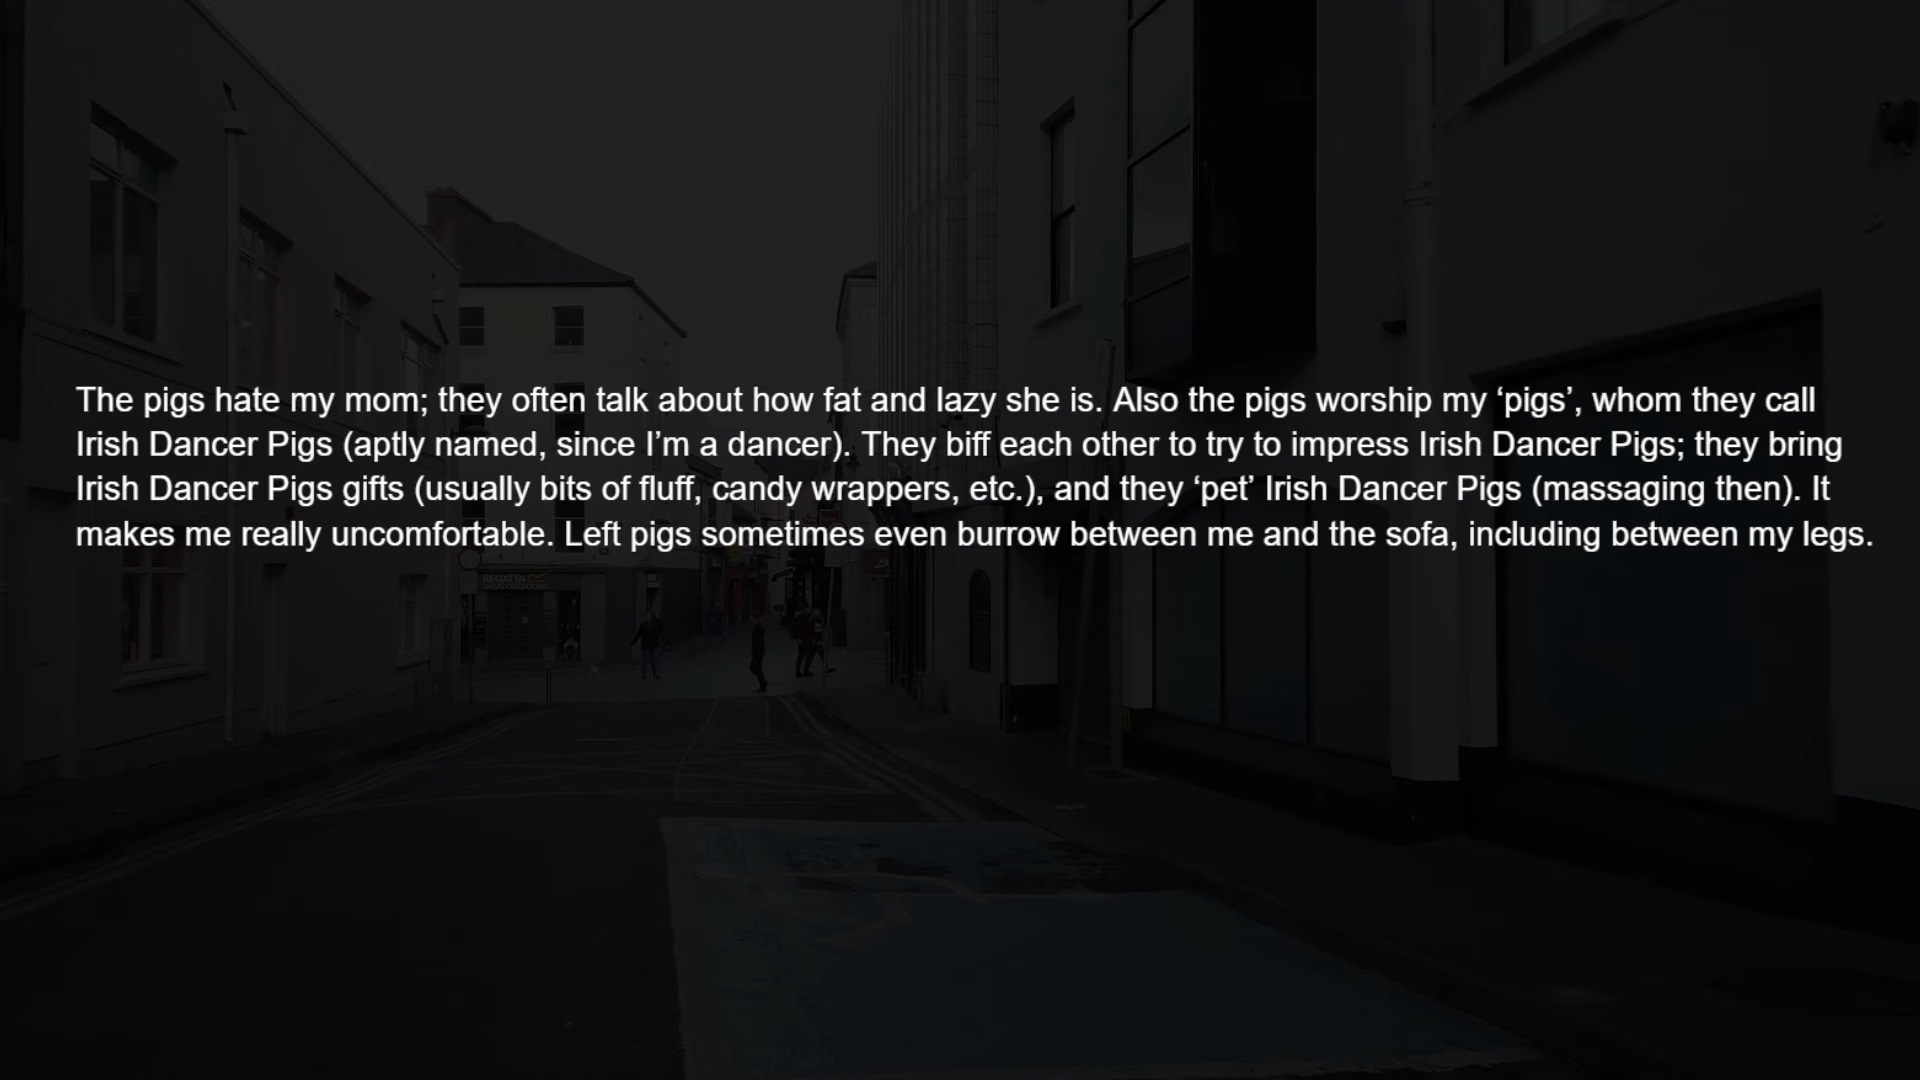 The pigs hate my mom; they often talk about how fat and lazy she is. Also the pigs worship my ‘pigs’, whom they call
Irish Dancer Pigs (aptly named, since I’m a dancer). They biff each other to try to impress Irish Dancer Pigs; they bring
Irish Dancer Pigs gifts (usually bits of fluff, candy wrappers, etc.), and they ‘pet’ Irish Dancer Pigs (massaging then). It
makes me really uncomfortable. Left pigs sometimes even burrow between me and the sofa, including between my legs.
REGATTA
GREAT OUTDOORS